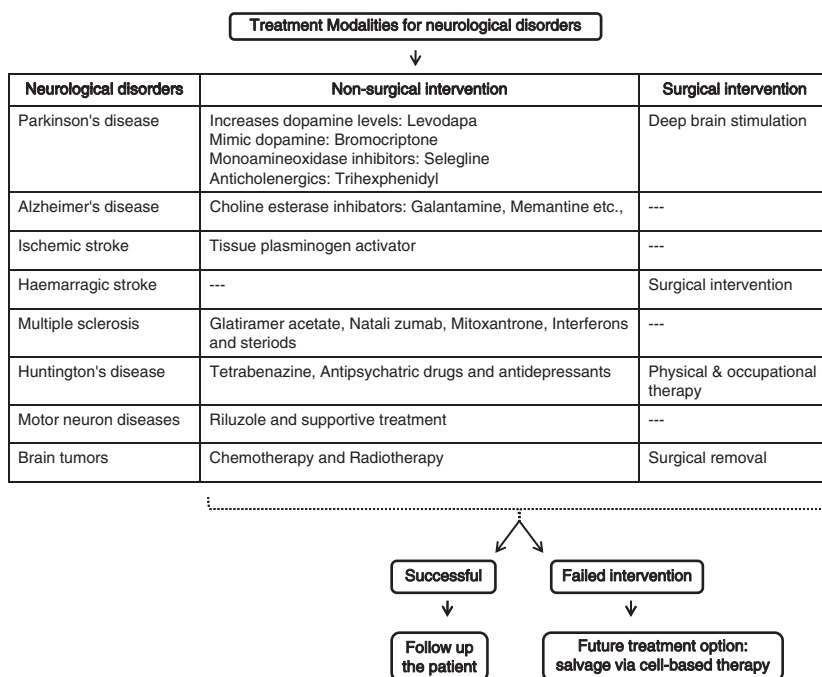 Treatment Modalities for neurological disorders
Neurological disorders
Non-surgical intervention
Surgical intervention
Parkinson's disease
Increases dopamine levels: Levodapa
Mimic dopamine: Bromocriptone
Monoamineoxidase inhibitors: Selegline
Anticholenergics: Trihexphenidyl
Deep brain stimulation
Alzheimer's disease
Choline esterase inhibators: Galantamine, Memantine etc.,
---
Ischemic stroke
Tissue plasminogen activator
---
Haemarragic stroke
---
Surgical intervention
Multiple sclerosis
Glatiramer acetate, Natali zumab, Mitoxantrone, Interferons
and steriods
---
Huntington's disease
Tetrabenazine, Antipsychatric drugs and antidepressants
Physical & occupational
therapy
Motor neuron diseases
Riluzole and supportive treatment
---
Brain tumors
Chemotherapy and Radiotherapy
Surgical removal
Successful
Failed intervention
Follow up
the patient
Future treatment option:
salvage via cell-based therapy